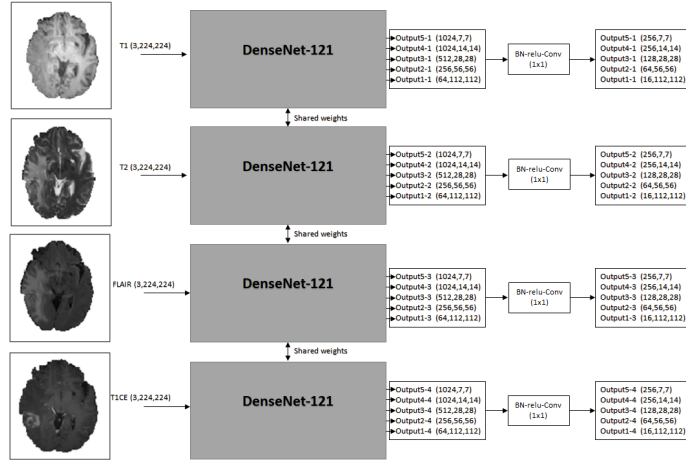 T1 (3,224,224)
DenseNet-121
Output5-1 (1024,7,7)
Output4-1 (1024,14,14)
Output3-1 (512,28,28)
Output2-1 (256,56,56)
Output1-1 (64,112,112)
BN-relu-Conv
(1x1)
Output5-1 (256,7,7)
Output4-1 (256,14,14)
Output3-1 (128,28,28)
Output2-1 (64,56,56)
Output1-1 (16,112,112)
Shared weights
T2 (3,224,224)
DenseNet-121
Output5-2 (1024,7,7)
Output4-2 (1024,14,14)
Output3-2 (512,28,28)
Output2-2 (256,56,56)
Output1-2 (64,112,112)
BN-relu-Conv
(1x1)
Output5-2 (256,7,7)
Output4-2 (256,14,14)
Output3-2 (128,28,28)
Output2-2 (64,56,56)
Output1-2 (16,112,112)
Shared weights
FLAIR (3,224,224)
DenseNet-121
Output5-3 (1024,7,7)
Output4-3 (1024,14,14)
Output3-3 (512,28,28)
Output2-3 (256,56,56)
Output1-3 (64,112,112)
BN-relu-Conv
(1x1)
Output5-3 (256,7,7)
Output4-3 (256,14,14)
Output3-3 (128,28,28)
Output2-3 (64,56,56)
Output1-3 (16,112,112)
Shared weights
T1CE (3,224,224)
DenseNet-121
Output5-4 (1024,7,7)
Output4-4 (1024,14,14)
Output3-4 (512,28,28)
Output2-4 (256,56,56)
Output1-4 (64,112,112)
BN-relu-Conv
(1x1)
Output5-4 (256,7,7)
Output4-4 (256,14,14)
Output3-4 (128,28,28)
Output2-4 (64,56,56)
Output1-4 (16,112,112)